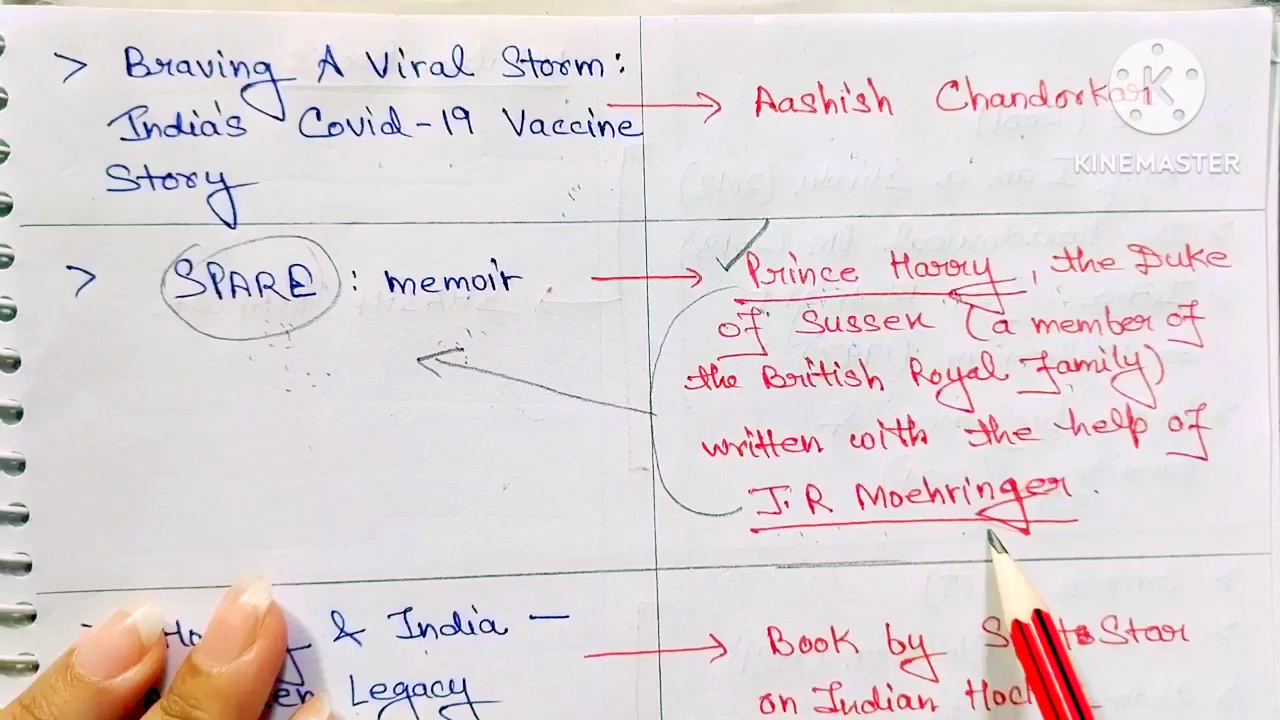 > Braving A Viral Storm:
India's Covid-19 Vaccine
Story
→ Aashish Chandorkar
KINEMASTER
> SPARE : memoir
→ Prince Harry, the Duke
of Sussex (a member of
the British Royal Family)
written with the help of
J.R Moehringer.
& India —
Legacy
→ Book by Star
on Indian